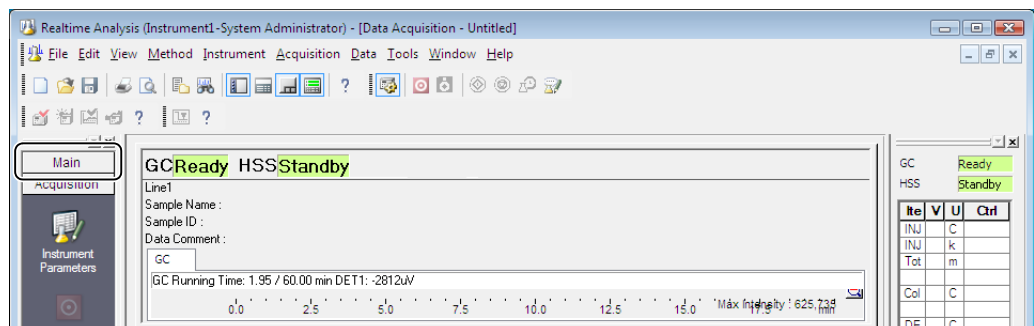 Realtime Analysis (Instrument1-System Administrator) - [Data Acquisition - Untitled]
File Edit View Method Instrument Acquisition Data Tools Window Help
Main
Acquisition
Instrument
Parameters
GC Ready HSS Standby
Line1
Sample Name :
Sample ID :
Data Comment :
GC
GC Running Time: 1.95 / 60.00 min DET1: -2812uV
Max Intensity : 625,735
0.0 2.5 5.0 7.5 10.0 12.5 15.0 17.5 min
GC Ready
HSS Standby
Ite V U Ctrl
INJ C
INJ k
Tot m
Col C
DE C